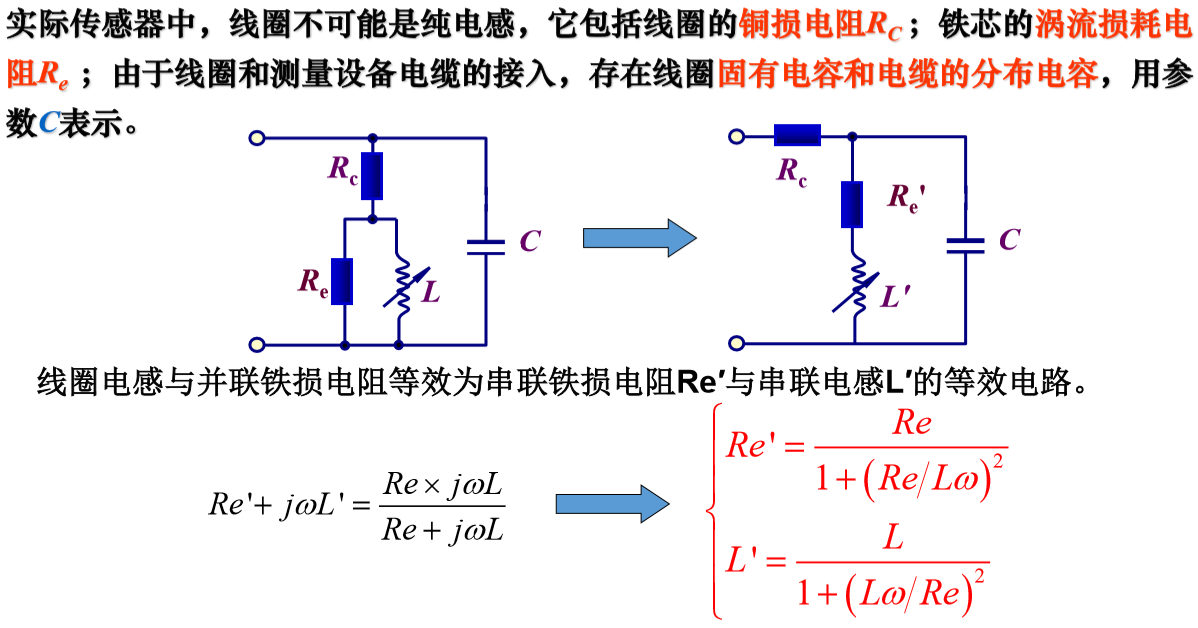 实际传感器中，线圈不可能是纯电感，它包括线圈的铜损电阻R_C；铁芯的涡流损耗电
阻R_e；由于线圈和测量设备电缆的接入，存在线圈固有电容和电缆的分布电容，用参
数C表示。
R_c
R_e
L
C
R_c
R_e'
L'
C
线圈电感与并联铁损电阻等效为串联铁损电阻Re′与串联电感L′的等效电路。
Re'+ jωL' = (Re × jωL)/(Re + jωL)
Re' = Re/(1+(Re/Lω)^2)
L' = L/(1+(Lω/Re)^2)